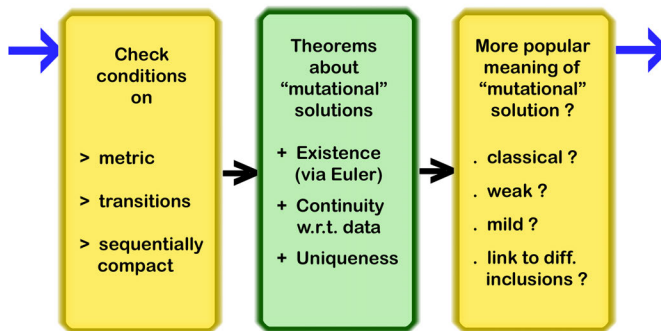 Check
conditions
on
> metric
> transitions
> sequentially
compact
Theorems
about
“mutational”
solutions
+ Existence
(via Euler)
+ Continuity
w.r.t. data
+ Uniqueness
More popular
meaning of
“mutational”
solution ?
. classical ?
. weak ?
. mild ?
. link to diff.
inclusions ?